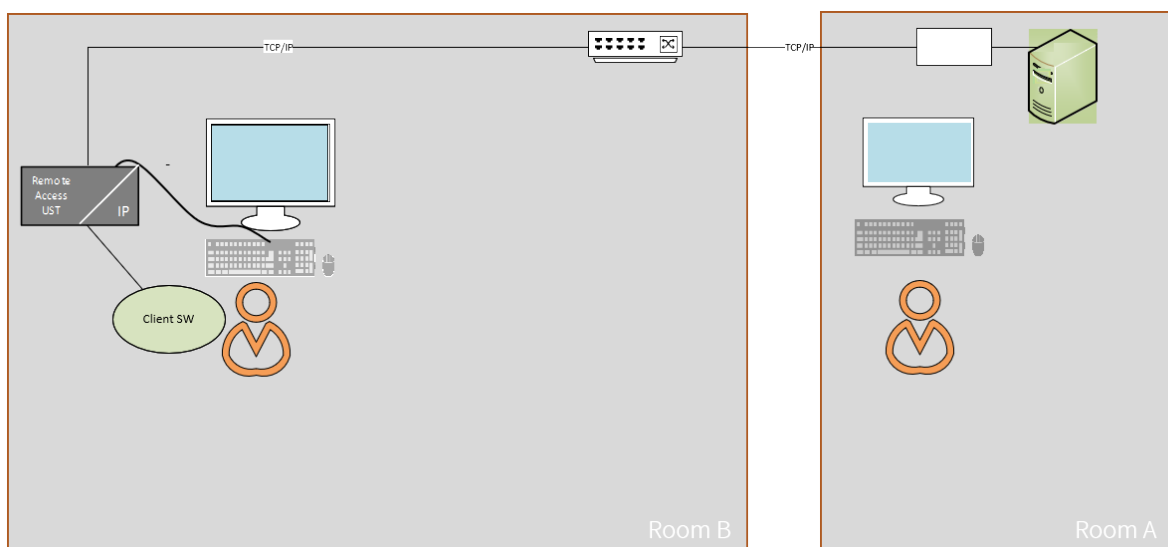 TCP/IP
TCP/IP
Remote
Access
UST
IP
-
Client SW
Room B
Room A